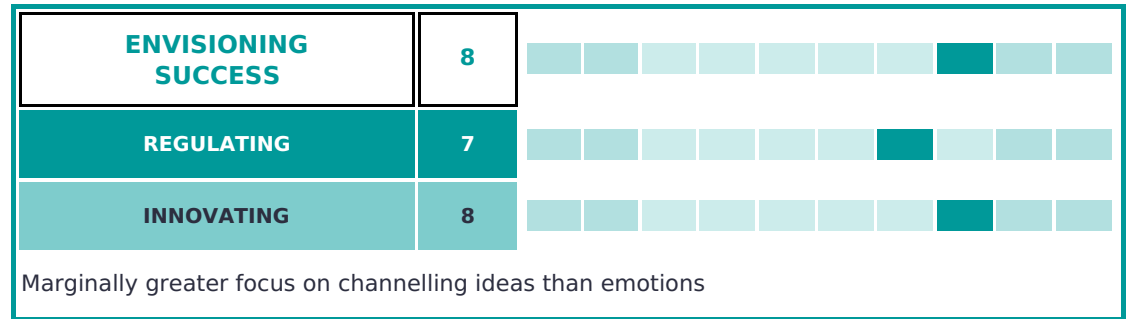 ENVISIONING
SUCCESS
8
REGULATING
7
INNOVATING
8
Marginally greater focus on channelling ideas than emotions